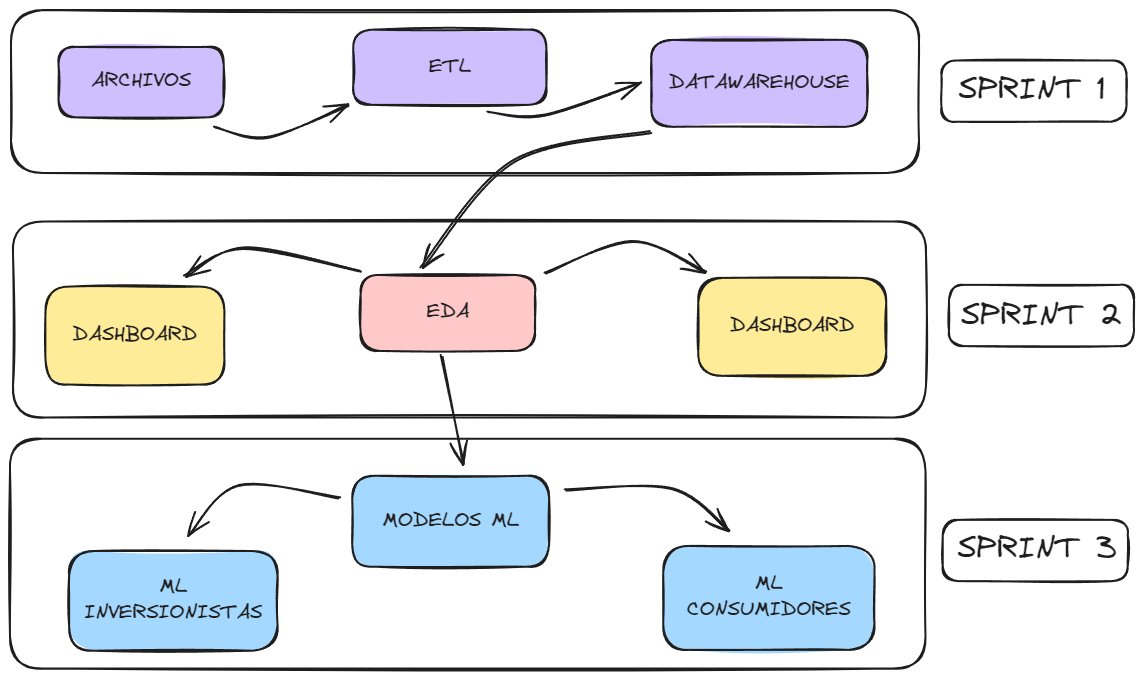 ARCHIVOS
ETL
DATAWAREHOUSE
SPRINT 1
DASHBOARD
EDA
DASHBOARD
SPRINT 2
MODELOS ML
SPRINT 3
ML
INVERSIONISTAS
ML
CONSUMIDORES